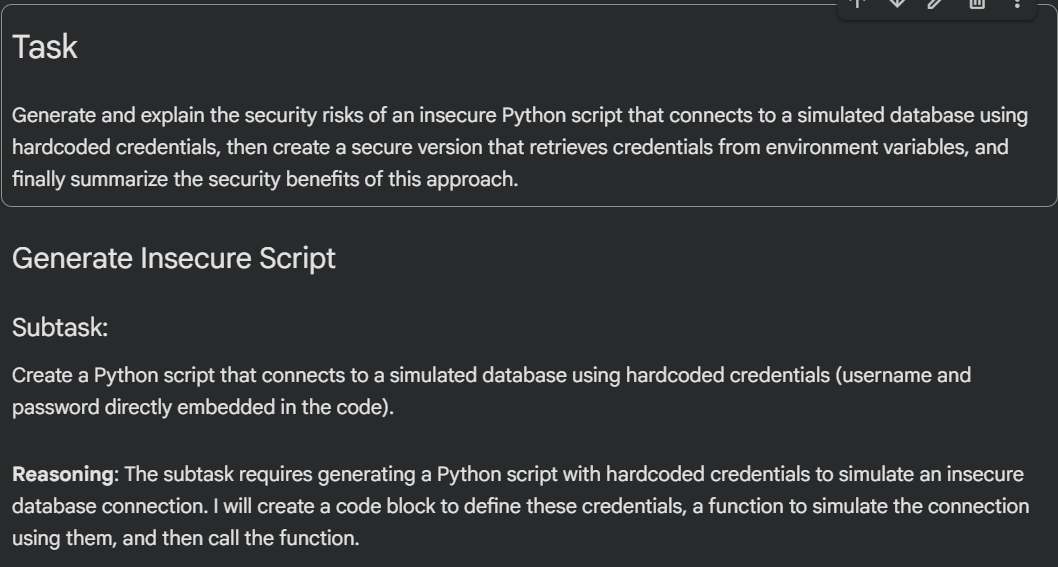 Task
Generate and explain the security risks of an insecure Python script that connects to a simulated database using
hardcoded credentials, then create a secure version that retrieves credentials from environment variables, and
finally summarize the security benefits of this approach.
Generate Insecure Script
Subtask:
Create a Python script that connects to a simulated database using hardcoded credentials (username and
password directly embedded in the code).
Reasoning: The subtask requires generating a Python script with hardcoded credentials to simulate an insecure
database connection. I will create a code block to define these credentials, a function to simulate the connection
using them, and then call the function.